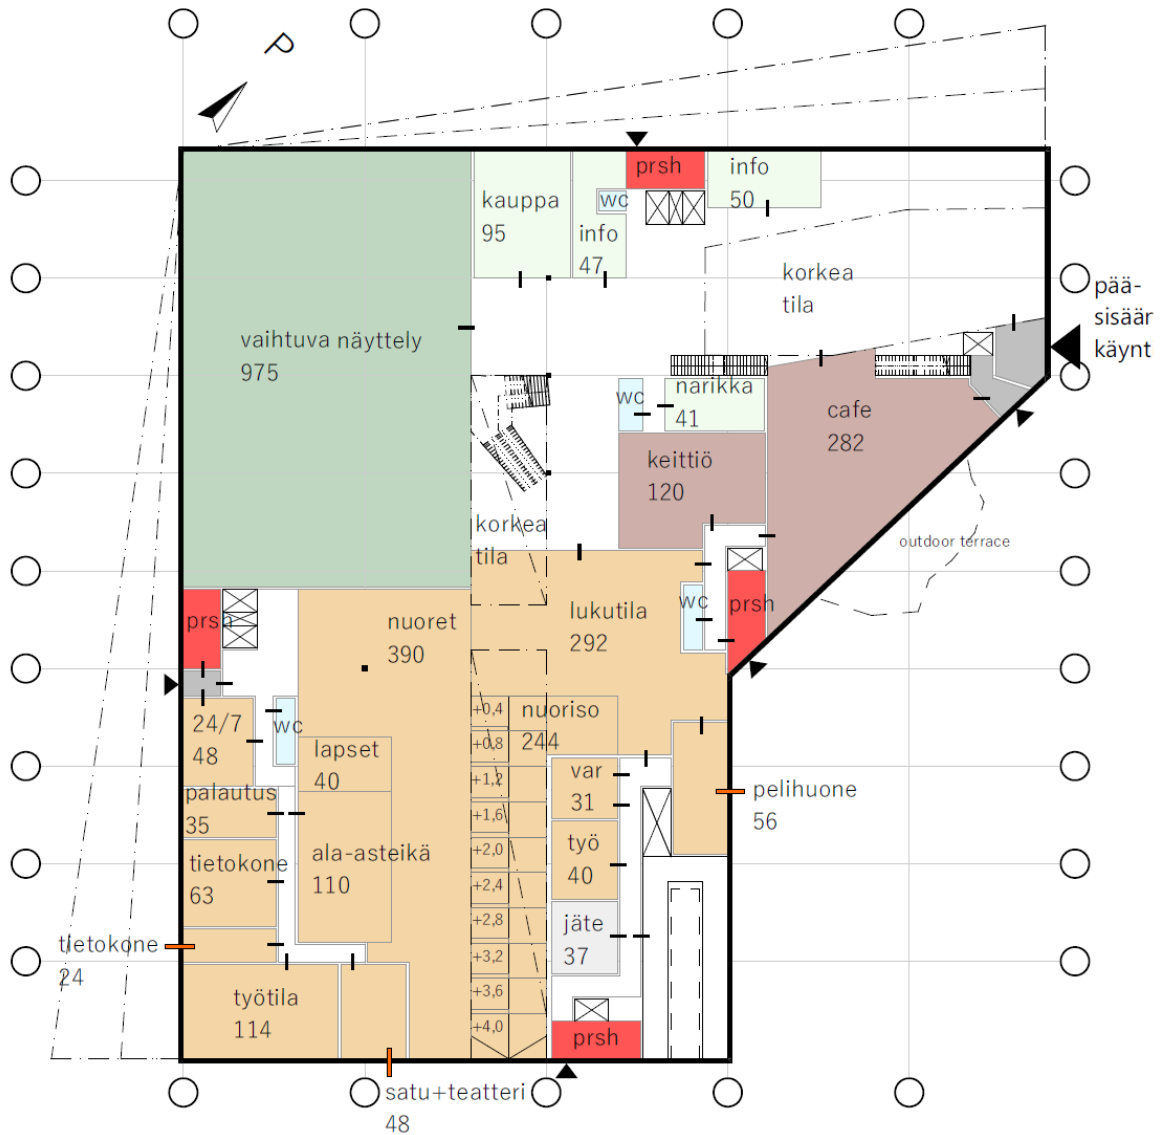 P
prsh
info
50
kauppa
95
wc
info
47
korkea
tila
pää-
sisäär
käynt
vaihtuva näyttely
975
wc
narikka
41
cafe
282
keittiö
120
korkea
tila
outdoor terrace
prsh
nuoret
390
lukutila
292
wc
prsh
24/7
48
wc
lapset
40
+0,4
nuoriso
244
+0,8
+1,2
+1,6
+2,0
+2,4
+2,8
+3,2
+3,6
+4,0
var
31
pelihuone
56
palautus
35
tietokone
63
ala-asteikä
110
työ
40
jäte
37
tietokone
24
työtila
114
prsh
satu+teatteri
48